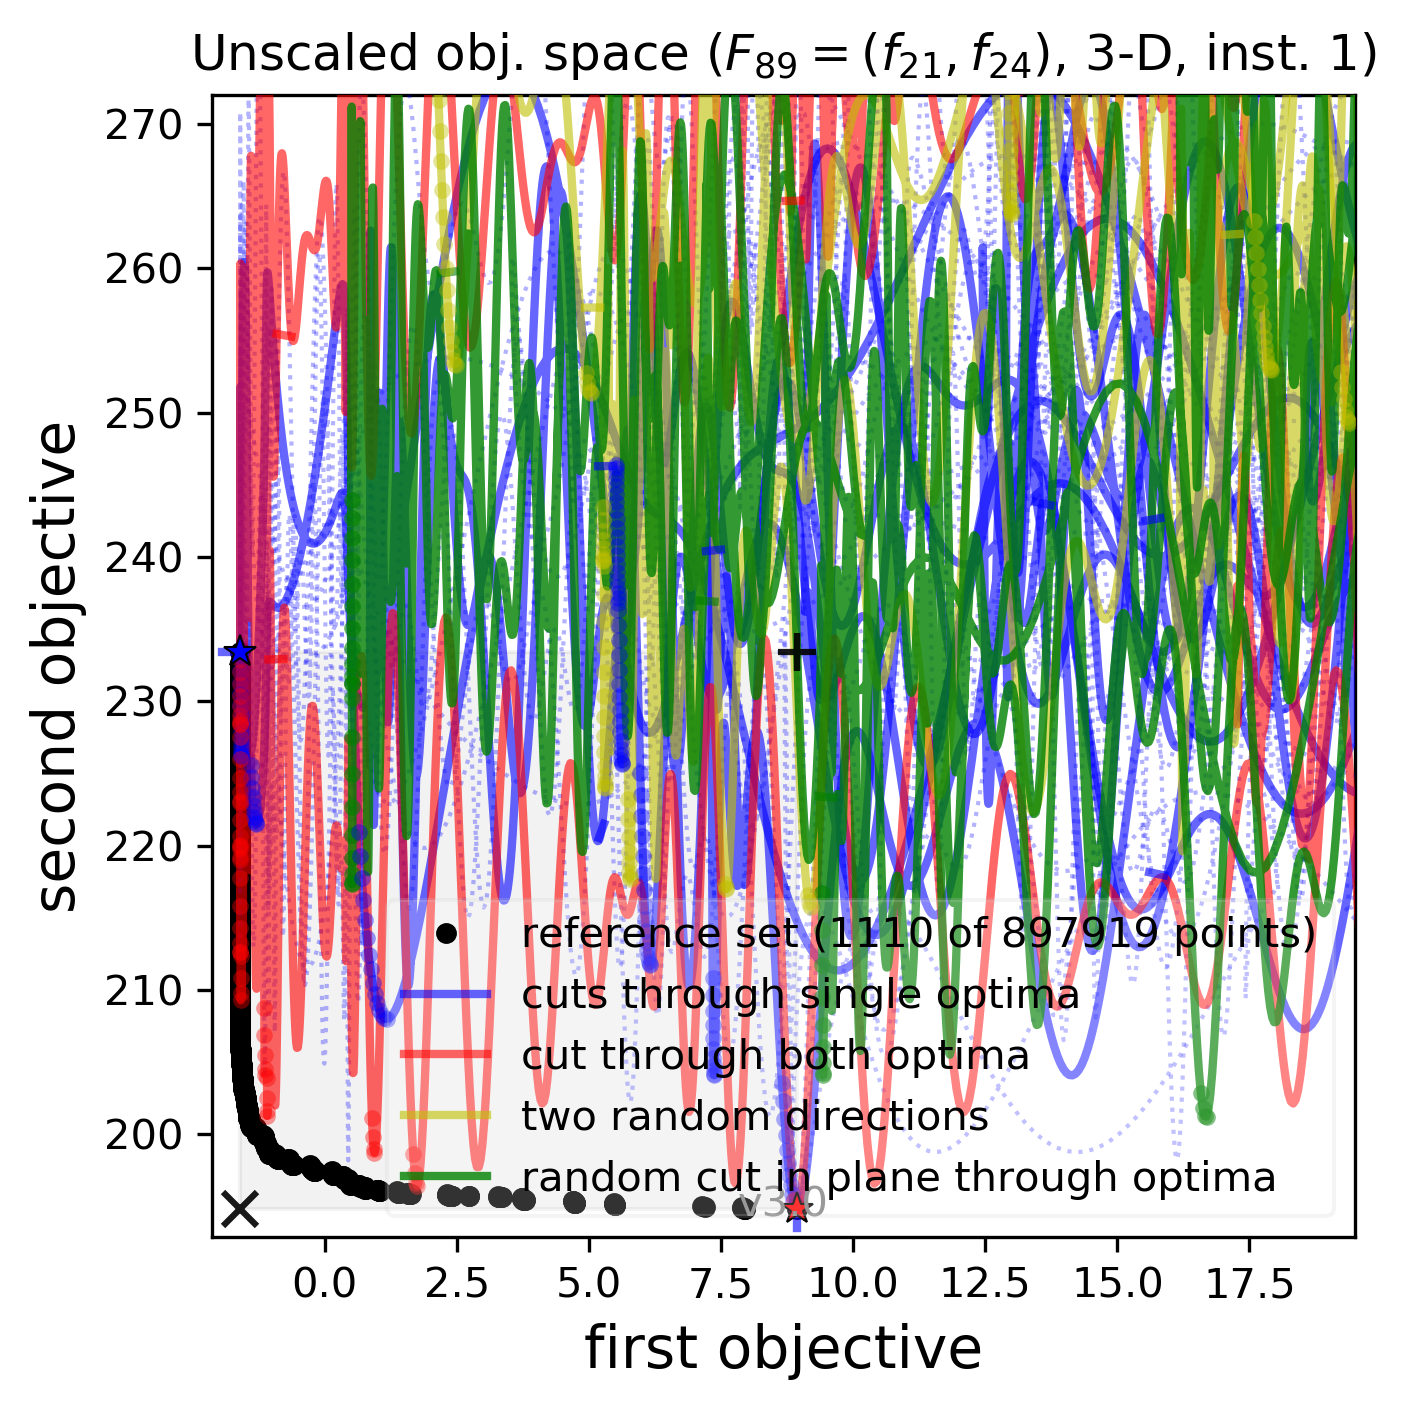 Unscaled obj. space (F₈₉ = (f₂₁, f₂₄), 3-D, inst. 1)
270
260
250
240
230
220
210
200
second objective
reference set (1110 of 897919 points)
cuts through single optima
cut through both optima
two random directions
random cut in plane through optima
v3.0
0.0 2.5 5.0 7.5 10.0 12.5 15.0 17.5
first objective